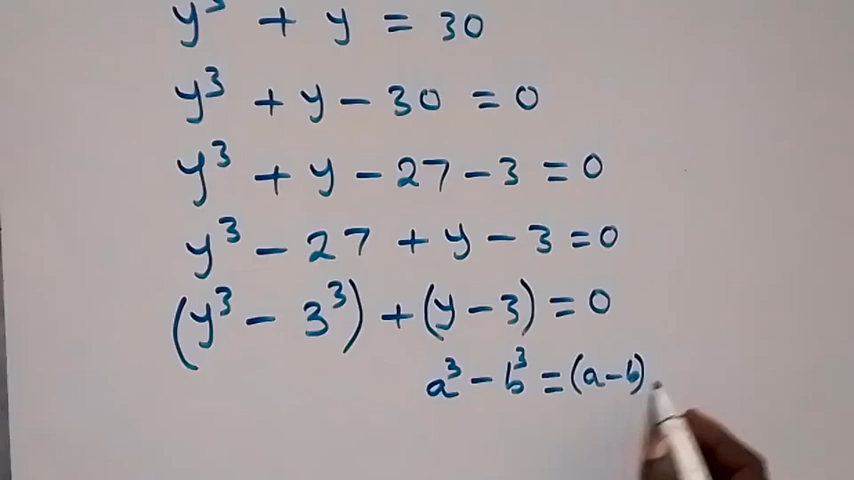 y³ + y = 30
y³ + y - 30 = 0
y³ + y - 27 - 3 = 0
y³ - 27 + y - 3 = 0
(y³ - 3³) + (y - 3) = 0
a³ - b³ = (a - b)